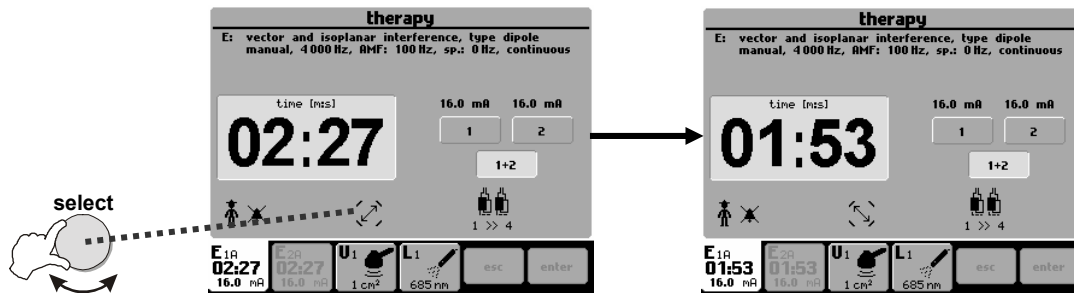 therapy
E: vector and isoplanar interference, type dipole
manual, 4000 Hz, AMF: 100 Hz, sp.: 0 Hz, continuous
time [m:s]
02:27
16.0 mA 16.0 mA
1 2
1+2
1 >> 4
E1A
02:27
16.0 mA
E2A
02:27
16.0 mA
U1
1 cm²
L1
685 nm
esc
enter
select
therapy
E: vector and isoplanar interference, type dipole
manual, 4000 Hz, AMF: 100 Hz, sp.: 0 Hz, continuous
time [m:s]
01:53
16.0 mA 16.0 mA
1 2
1+2
1 >> 4
E1A
01:53
16.0 mA
E2A
01:53
16.0 mA
U1
1 cm²
L1
685 nm
esc
enter